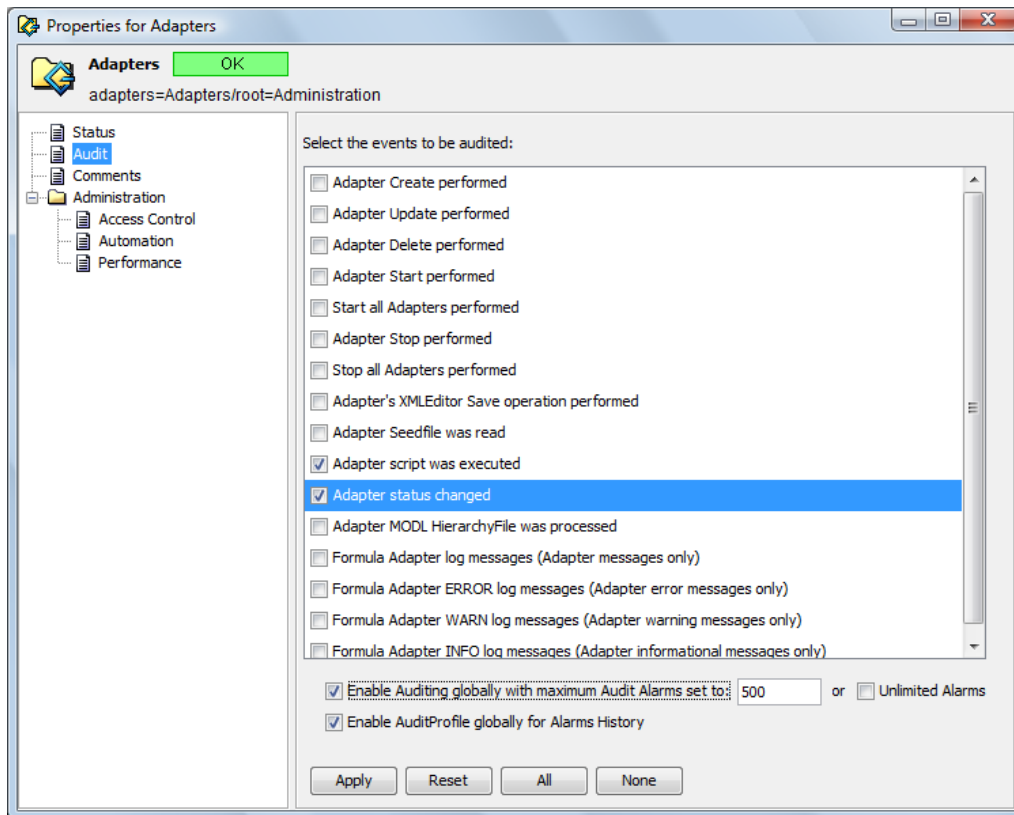 Properties for Adapters
Adapters OK
adapters=Adapters/root=Administration
Status
Audit
Comments
Administration
Access Control
Automation
Performance
Select the events to be audited:
Adapter Create performed
Adapter Update performed
Adapter Delete performed
Adapter Start performed
Start all Adapters performed
Adapter Stop performed
Stop all Adapters performed
Adapter's XMLEditor Save operation performed
Adapter Seedfile was read
Adapter script was executed
Adapter status changed
Adapter MODL HierarchyFile was processed
Formula Adapter log messages (Adapter messages only)
Formula Adapter ERROR log messages (Adapter error messages only)
Formula Adapter WARN log messages (Adapter warning messages only)
Formula Adapter INFO log messages (Adapter informational messages only)
Enable Auditing globally with maximum Audit Alarms set to: 500 or Unlimited Alarms
Enable AuditProfile globally for Alarms History
Apply Reset All None